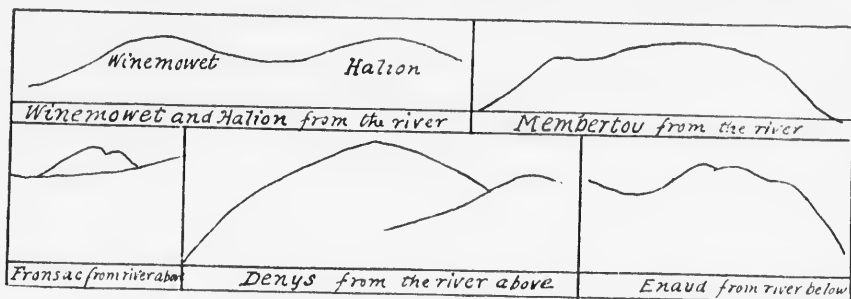 Winemowet
Halion
Winemowet and Halion from the river
Membertou from the river
Fronsac from river above
Denys from the river above
Enaud from river below